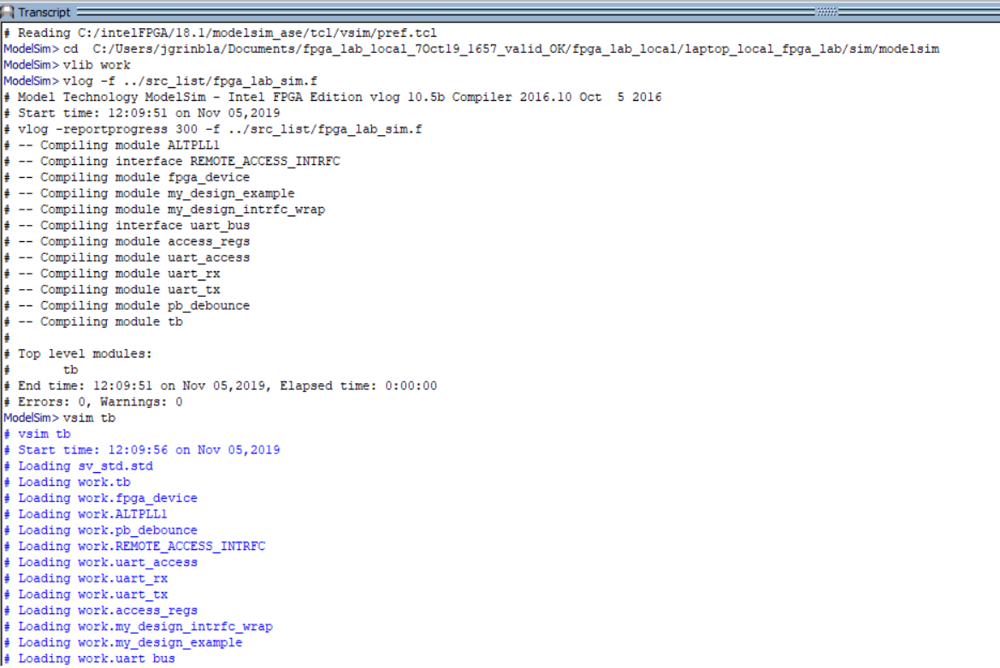 Transcript
# Reading C:/intelFPGA/18.1/modelsim_ase/tcl/vsim/pref.tcl
ModelSim> cd  C:/Users/jgrinbla/Documents/fpga_lab_local_7Oct19_1657_valid_OK/fpga_lab_local/laptop_local_fpga_lab/sim/modelsim
ModelSim> vlib work
ModelSim> vlog -f ../src_list/fpga_lab_sim.f
# Model Technology ModelSim - Intel FPGA Edition vlog 10.5b Compiler 2016.10 Oct  5 2016
# Start time: 12:09:51 on Nov 05,2019
# vlog -reportprogress 300 -f ../src_list/fpga_lab_sim.f
# -- Compiling module ALTPLL1
# -- Compiling interface REMOTE_ACCESS_INTRFC
# -- Compiling module fpga_device
# -- Compiling module my_design_example
# -- Compiling module my_design_intrfc_wrap
# -- Compiling interface uart_bus
# -- Compiling module access_regs
# -- Compiling module uart_access
# -- Compiling module uart_rx
# -- Compiling module uart_tx
# -- Compiling module pb_debounce
# -- Compiling module tb
#
# Top level modules:
#       tb
# End time: 12:09:51 on Nov 05,2019, Elapsed time: 0:00:00
# Errors: 0, Warnings: 0
ModelSim> vsim tb
# vsim tb
# Start time: 12:09:56 on Nov 05,2019
# Loading sv_std.std
# Loading work.tb
# Loading work.fpga_device
# Loading work.ALTPLL1
# Loading work.pb_debounce
# Loading work.REMOTE_ACCESS_INTRFC
# Loading work.uart_access
# Loading work.uart_rx
# Loading work.uart_tx
# Loading work.access_regs
# Loading work.my_design_intrfc_wrap
# Loading work.my_design_example
# Loading work.uart_bus